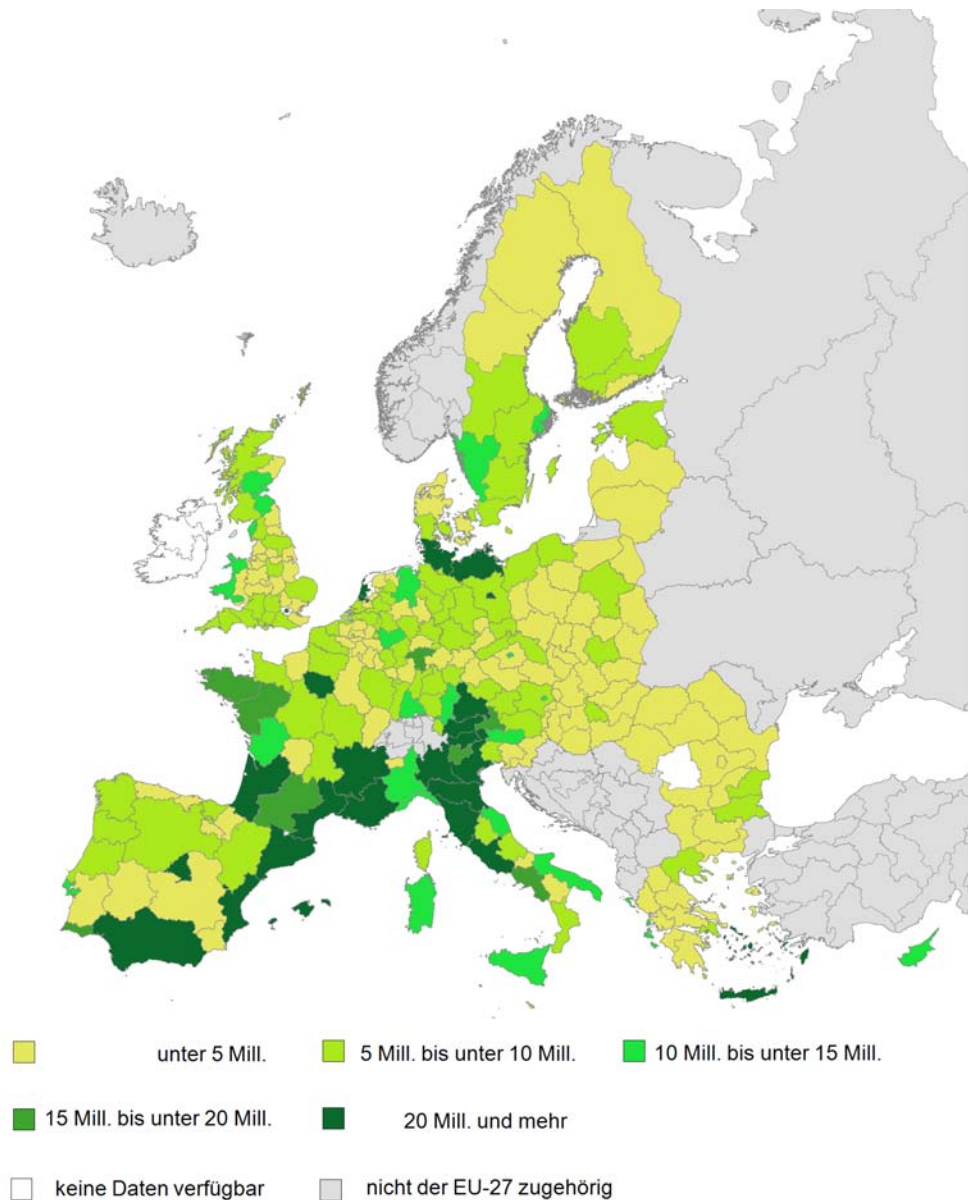 unter 5 Mill. 5 Mill. bis unter 10 Mill. 10 Mill. bis unter 15 Mill.
15 Mill. bis unter 20 Mill. 20 Mill. und mehr
keine Daten verfügbar nicht der EU-27 zugehörig